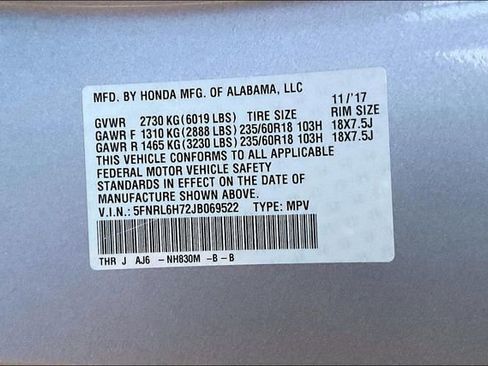 MFD. BY HONDA MFG. OF ALABAMA, LLC
11/'17
GVWR 2730 KG(6019 LBS) TIRE SIZE RIM SIZE
GAWR F 1310 KG(2888 LBS) 235/60R18 103H 18X7.5J
GAWR R 1465 KG(3230 LBS) 235/60R18 103H 18X7.5J
THIS VEHICLE CONFORMS TO ALL APPLICABLE
FEDERAL MOTOR VEHICLE SAFETY
STANDARDS IN EFFECT ON THE DATE OF
MANUFACTURE SHOWN ABOVE.
V.I.N.: 5FNRL6H72JB069522 TYPE: MPV
THR J AJ6 -NH830M -B-B